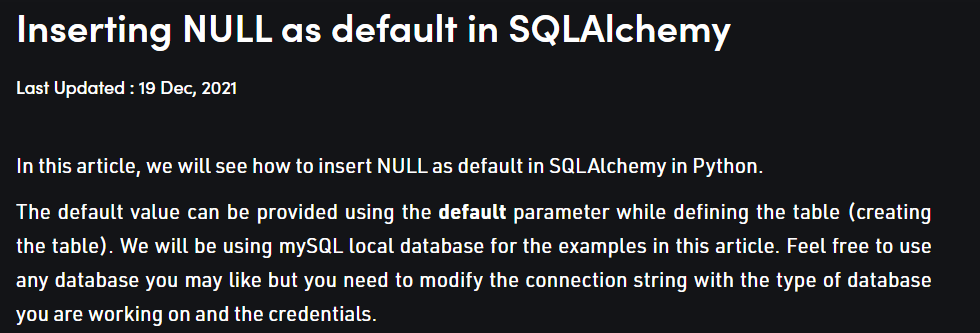 Inserting NULL as default in SQLAlchemy
Last Updated : 19 Dec, 2021
In this article, we will see how to insert NULL as default in SQLAlchemy in Python.
The default value can be provided using the default parameter while defining the table (creating
the table). We will be using mySQL local database for the examples in this article. Feel free to use
any database you may like but you need to modify the connection string with the type of database
you are working on and the credentials.